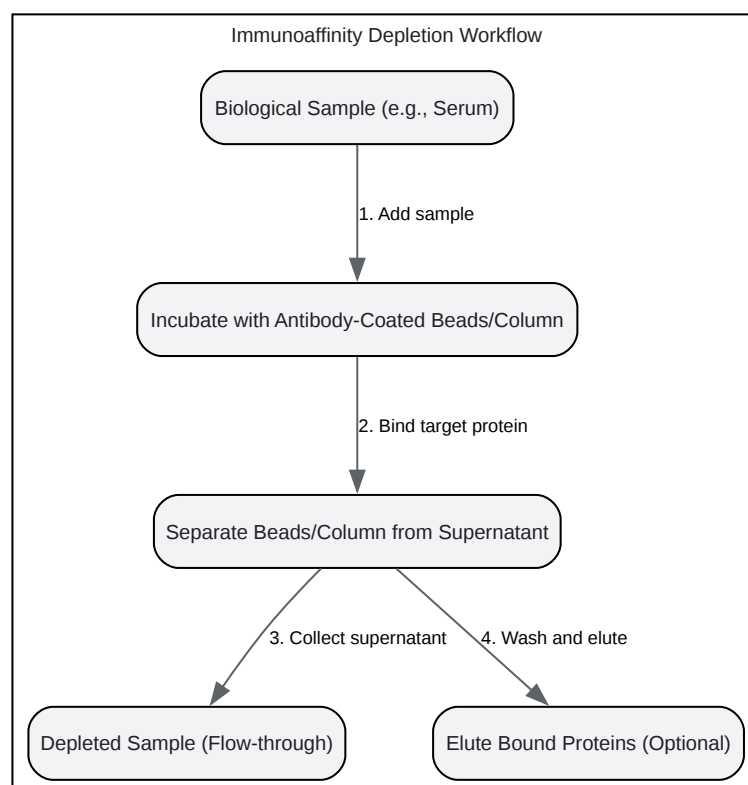 Immunoaffinity Depletion Workflow
Biological Sample (e.g., Serum)
1. Add sample
Incubate with Antibody-Coated Beads/Column
2. Bind target protein
Separate Beads/Column from Supernatant
3. Collect supernatant
4. Wash and elute
Depleted Sample (Flow-through)
Elute Bound Proteins (Optional)